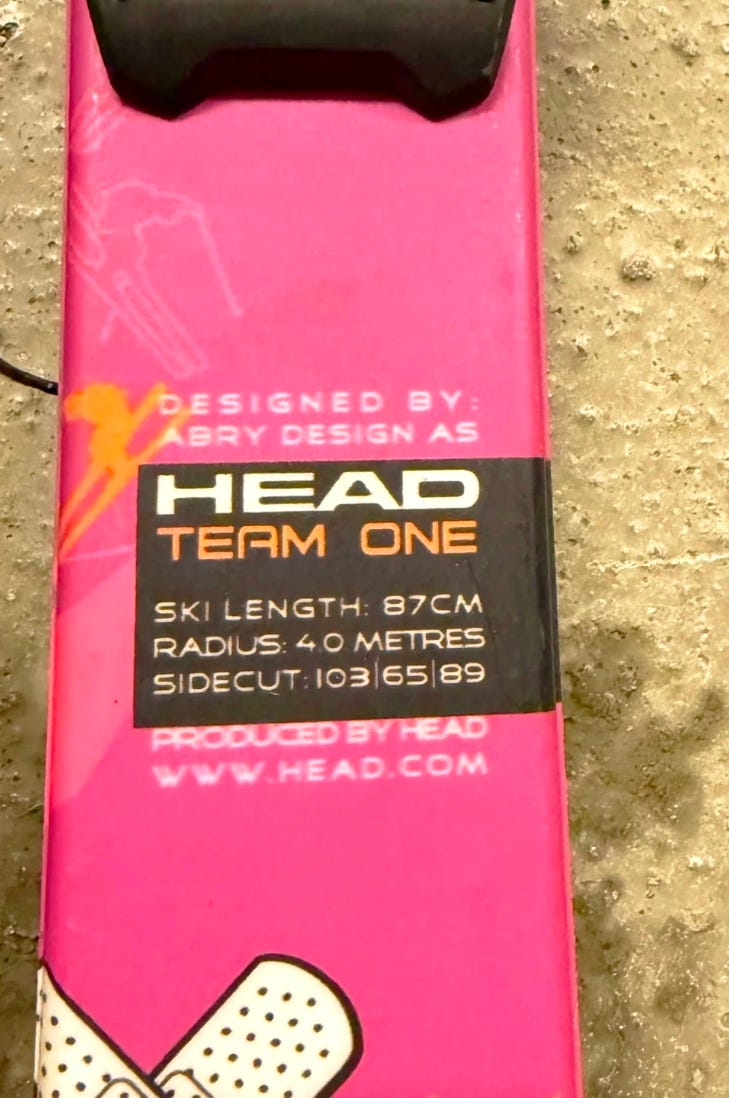 DESIGNED BY:
ABRY DESIGN AS
HEAD
TEAM ONE
SKI LENGTH: 87CM
RADIUS: 4.0 METRES
SIDECUT: 103|65|89
PRODUCED BY HEAD
WWW.HEAD.COM